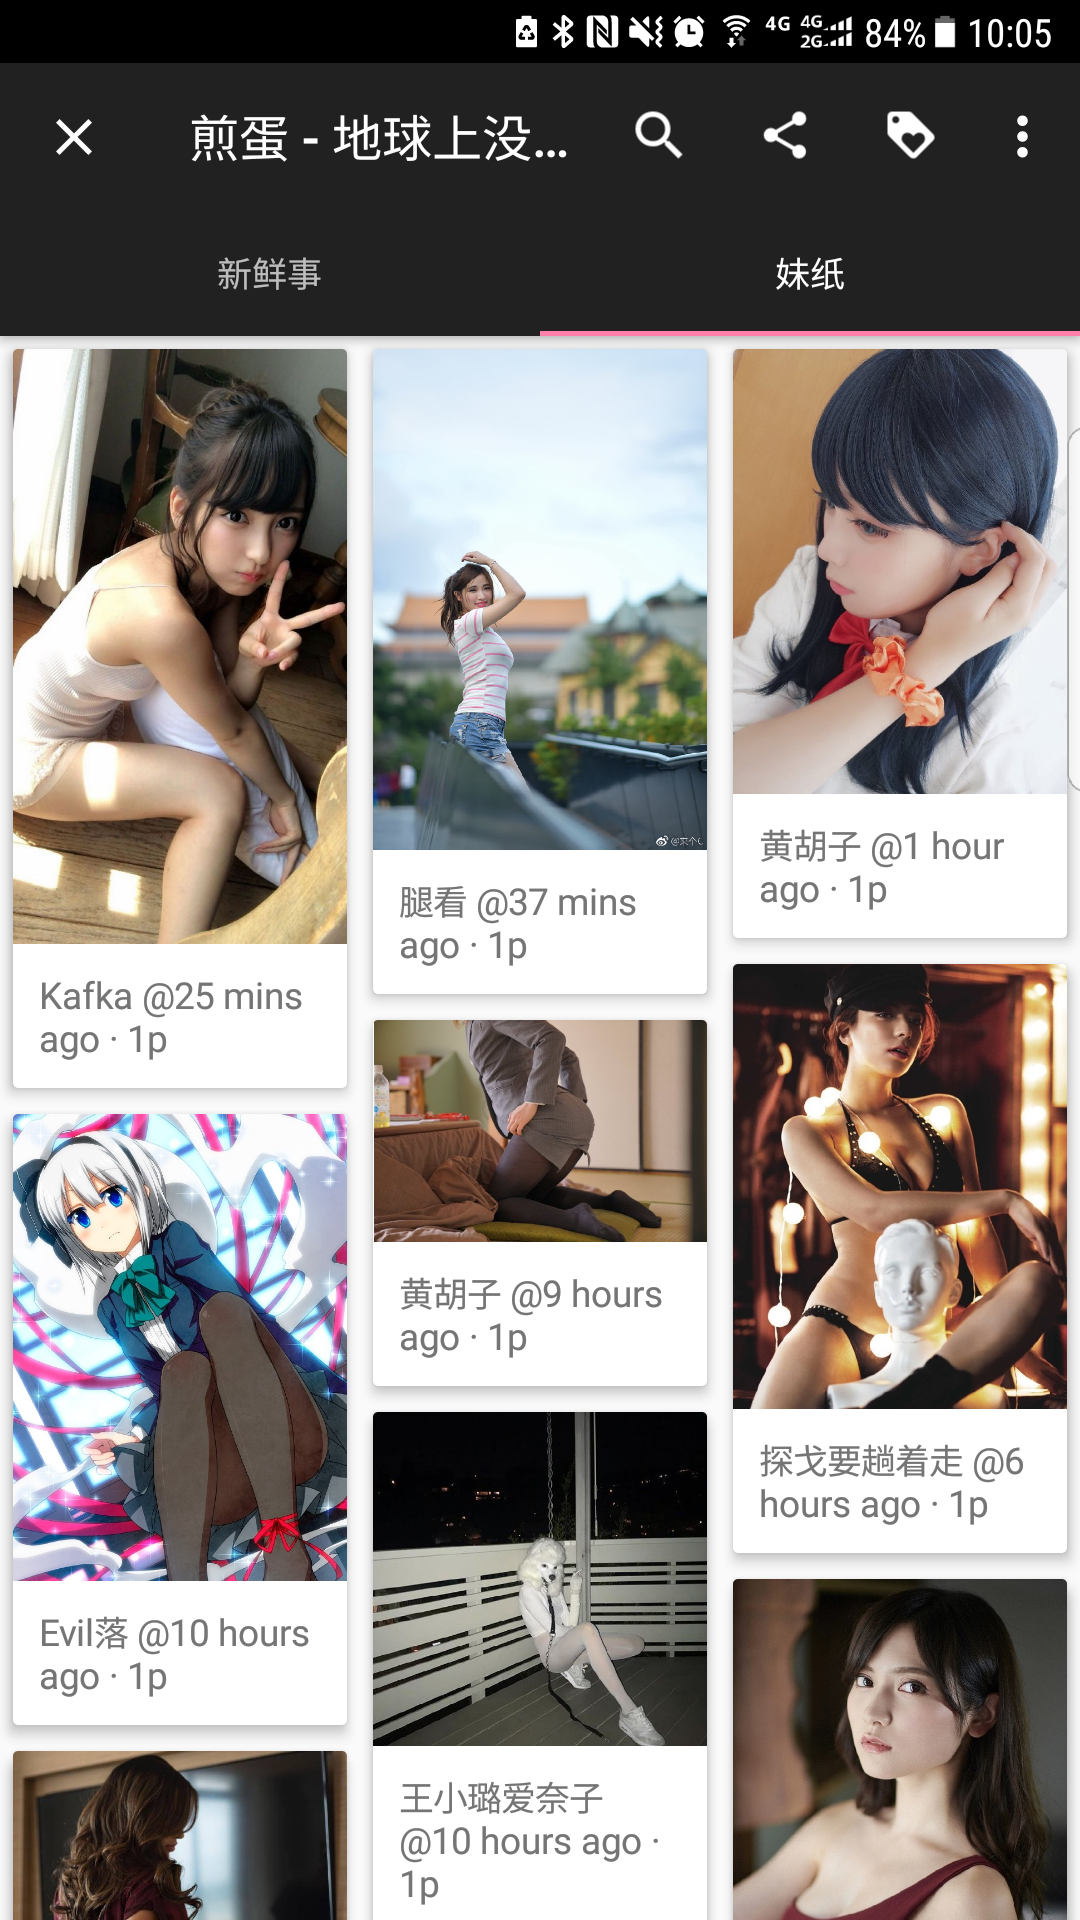 4G 4G 2G 84% 10:05
煎蛋 - 地球上没...
新鲜事
妹纸
Kafka @25 mins
ago · 1p
腿看 @37 mins
ago · 1p
黄胡子 @1 hour
ago · 1p
黄胡子 @9 hours
ago · 1p
探戈要趟着走 @6
hours ago · 1p
Evil落 @10 hours
ago · 1p
王小璐爱奈子
@10 hours ago ·
1p